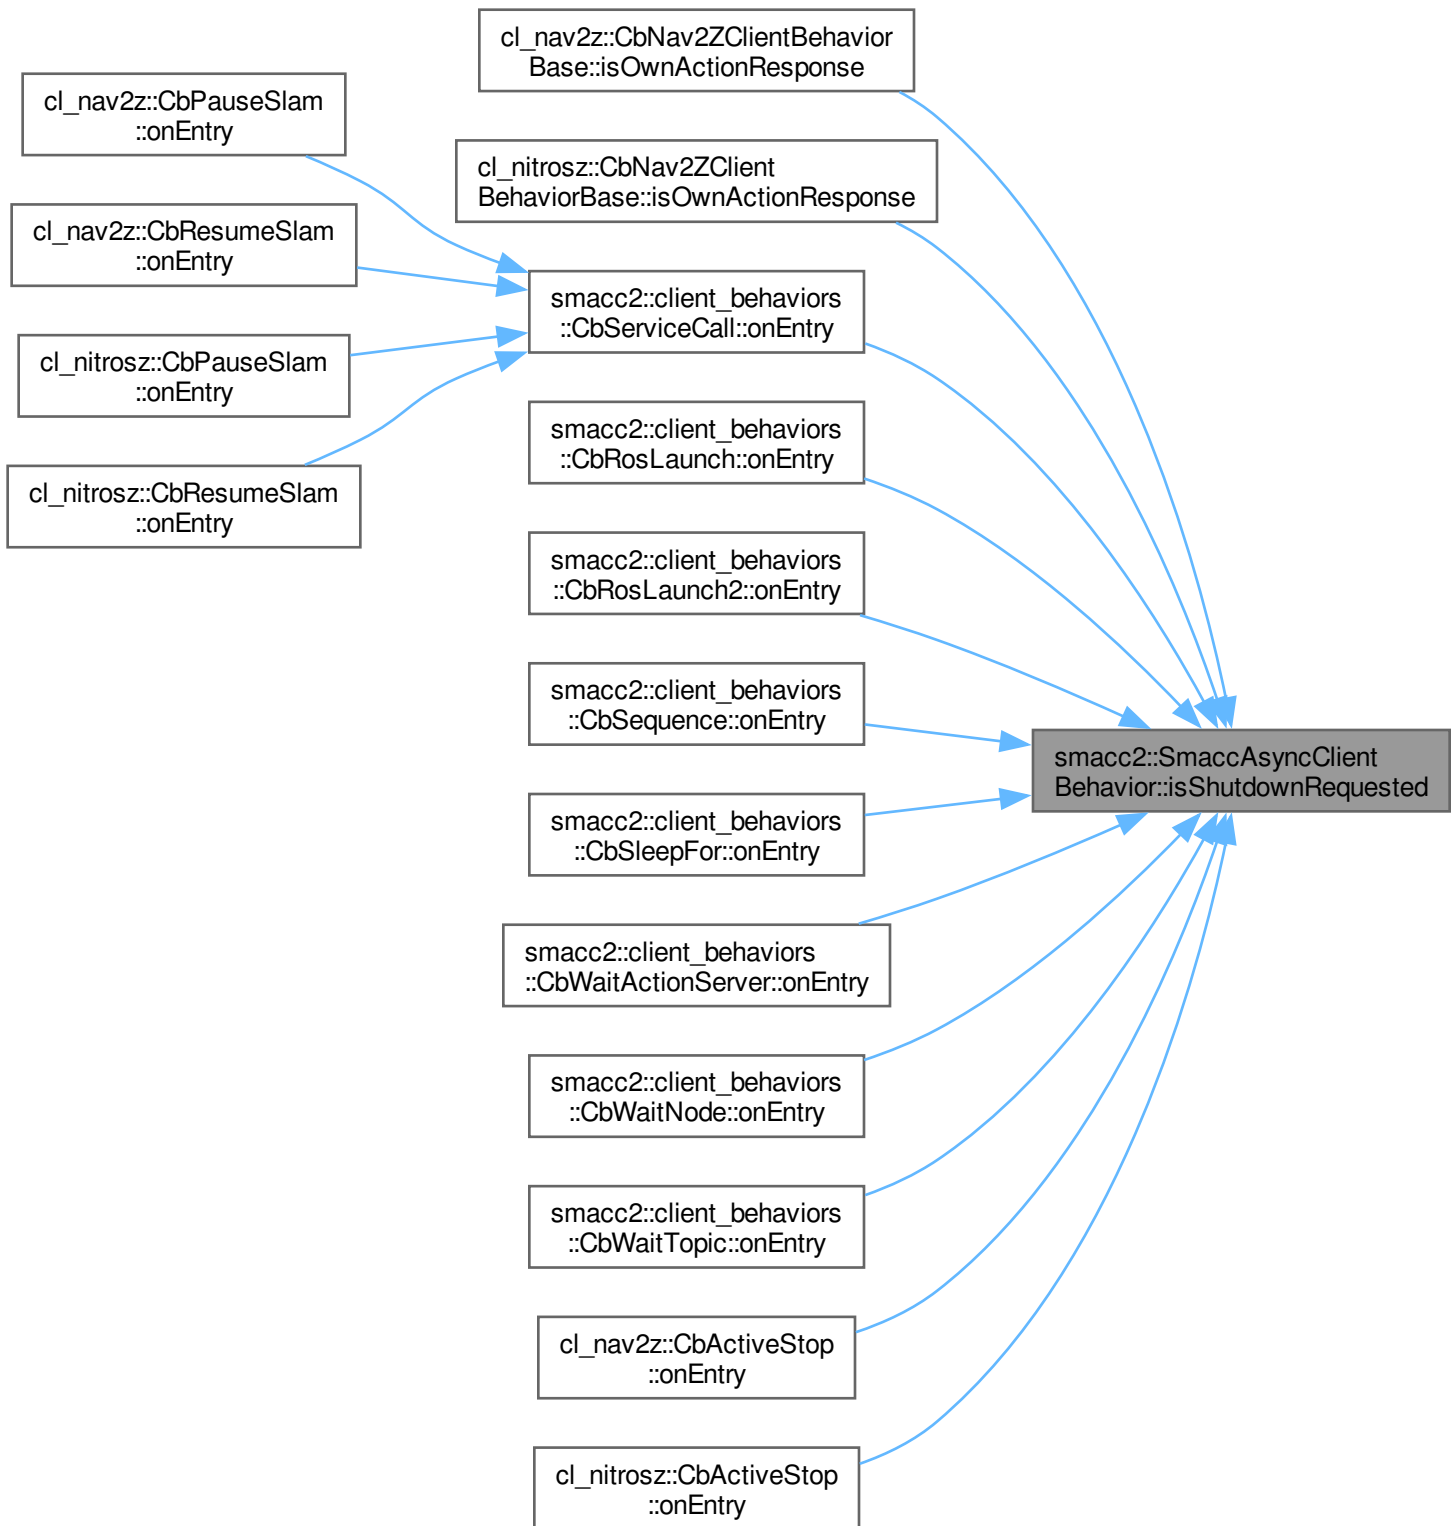 cl_nav2z::CbNav2ZClientBehavior
Base::isOwnActionResponse
cl_nav2z::CbPauseSlam
::onEntry
cl_nitrosz::CbNav2ZClient
BehaviorBase::isOwnActionResponse
cl_nav2z::CbResumeSlam
::onEntry
smacc2::client_behaviors
::CbServiceCall::onEntry
cl_nitrosz::CbPauseSlam
::onEntry
smacc2::client_behaviors
::CbRosLaunch::onEntry
cl_nitrosz::CbResumeSlam
::onEntry
smacc2::client_behaviors
::CbRosLaunch2::onEntry
smacc2::client_behaviors
::CbSequence::onEntry
smacc2::SmaccAsyncClient
Behavior::isShutdownRequested
smacc2::client_behaviors
::CbSleepFor::onEntry
smacc2::client_behaviors
::CbWaitActionServer::onEntry
smacc2::client_behaviors
::CbWaitNode::onEntry
smacc2::client_behaviors
::CbWaitTopic::onEntry
cl_nav2z::CbActiveStop
::onEntry
cl_nitrosz::CbActiveStop
::onEntry